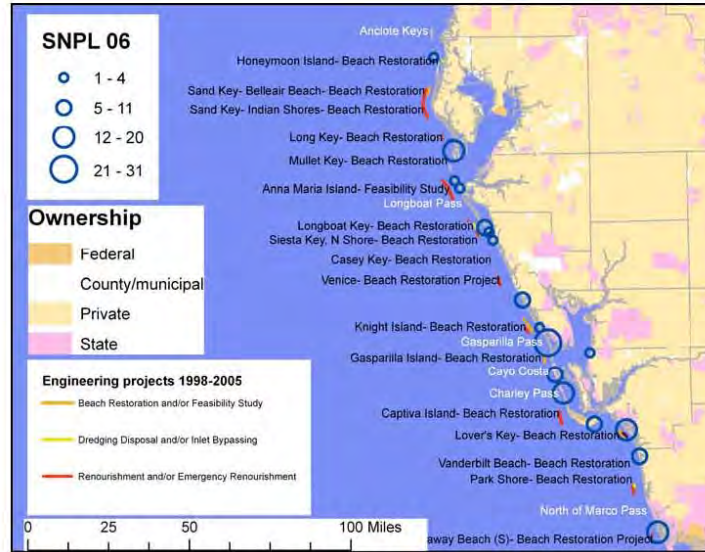 SNPL 06
1 - 4
5 - 11
12 - 20
21 - 31
Ownership
Federal
County/municipal
Private
State
Engineering projects 1998-2005
Beach Restoration and/or Feasibility Study
Dredging Disposal and/or Inlet Bypassing
Renourishment and/or Emergency Renourishment
Anclote Keys
Honeymoon Island- Beach Restoration
Sand Key- Belleair Beach- Beach Restoration
Sand Key- Indian Shores- Beach Restoration
Long Key- Beach Restoration
Mullet Key- Beach Restoration
Anna Maria Island- Feasibility Study
Longboat Pass
Longboat Key- Beach Restoration
Siesta Key, N Shore- Beach Restoration
Casey Key- Beach Restoration
Venice- Beach Restoration Project
Knight Island- Beach Restoration
Gasparilla Pass
Gasparilla Island- Beach Restoration
Cayo Costa
Charley Pass
Captiva Island- Beach Restoration
Lover's Key- Beach Restoration
Vanderbilt Beach- Beach Restoration
Park Shore- Beach Restoration
North of Marco Pass
away Beach (S)- Beach Restoration Project
0 25 50 100 Miles